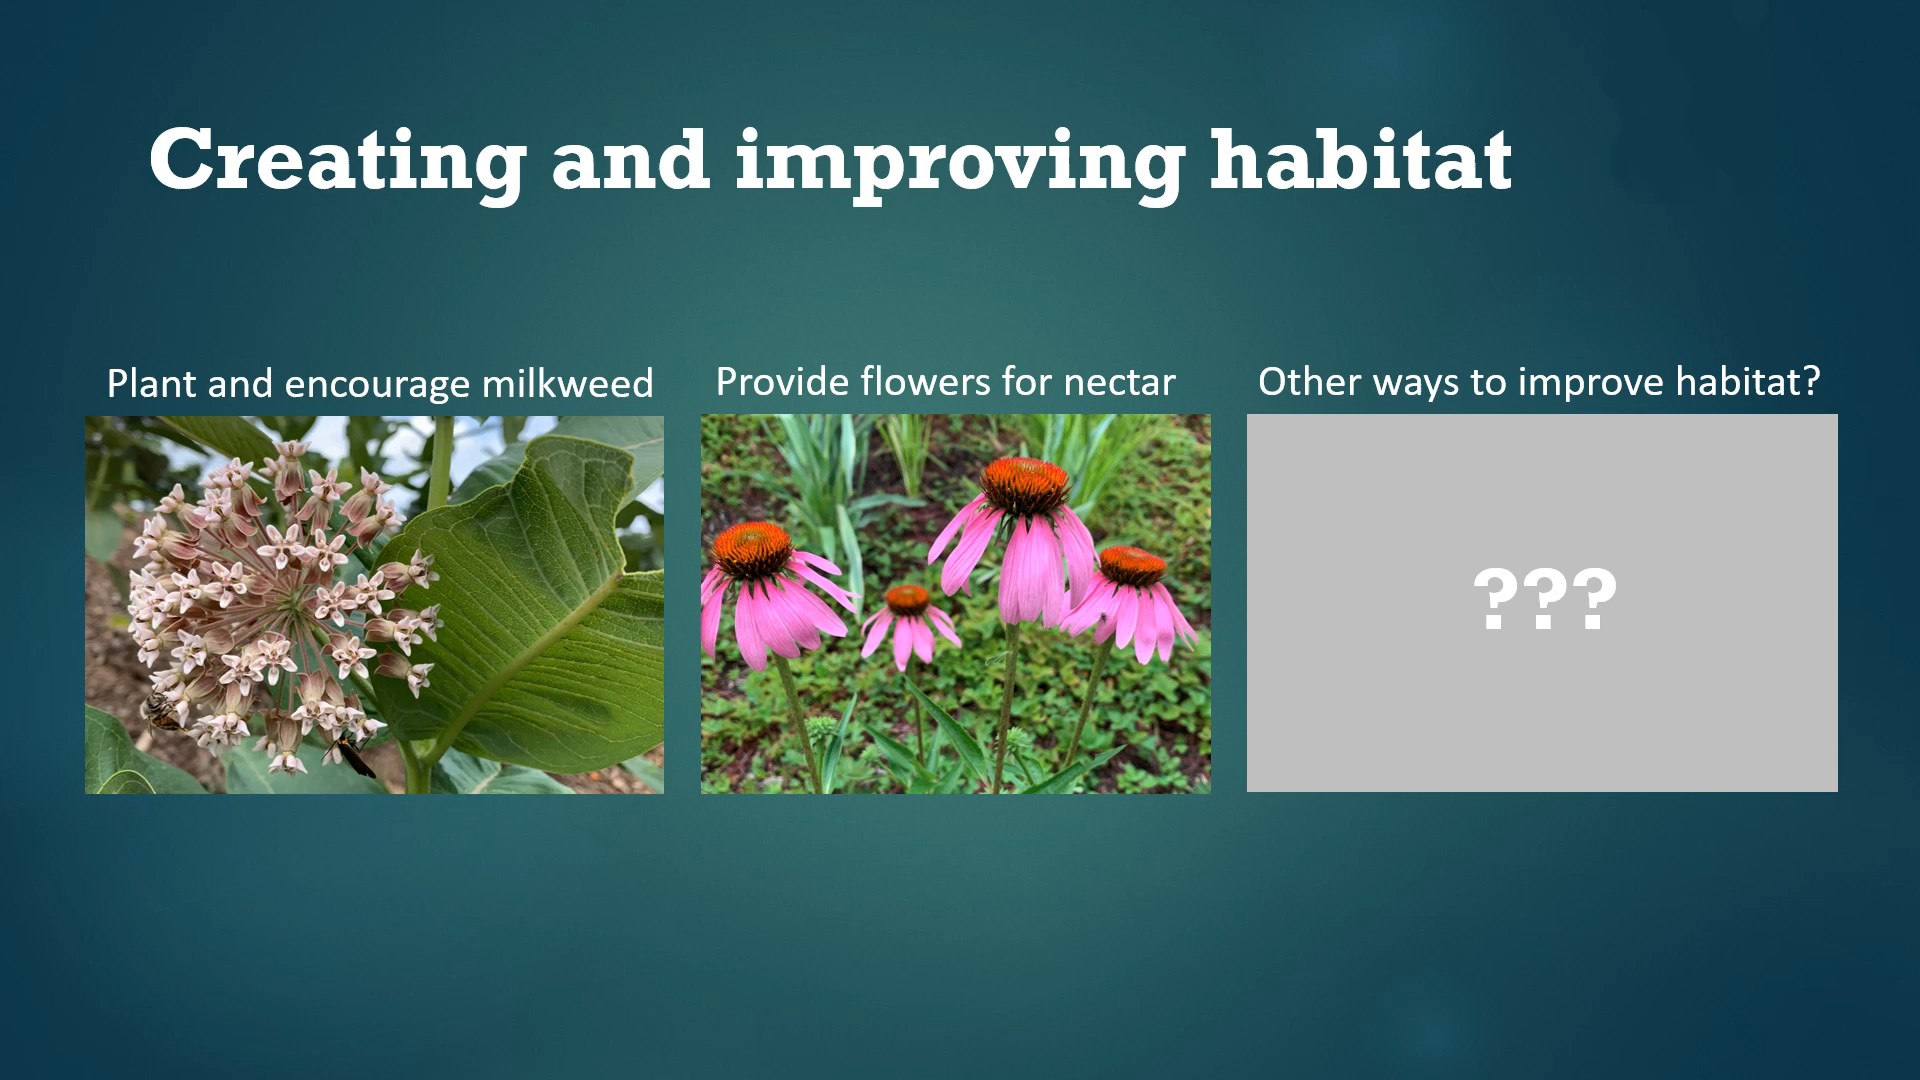 Creating and improving habitat
Plant and encourage milkweed
Provide flowers for nectar
Other ways to improve habitat?
???